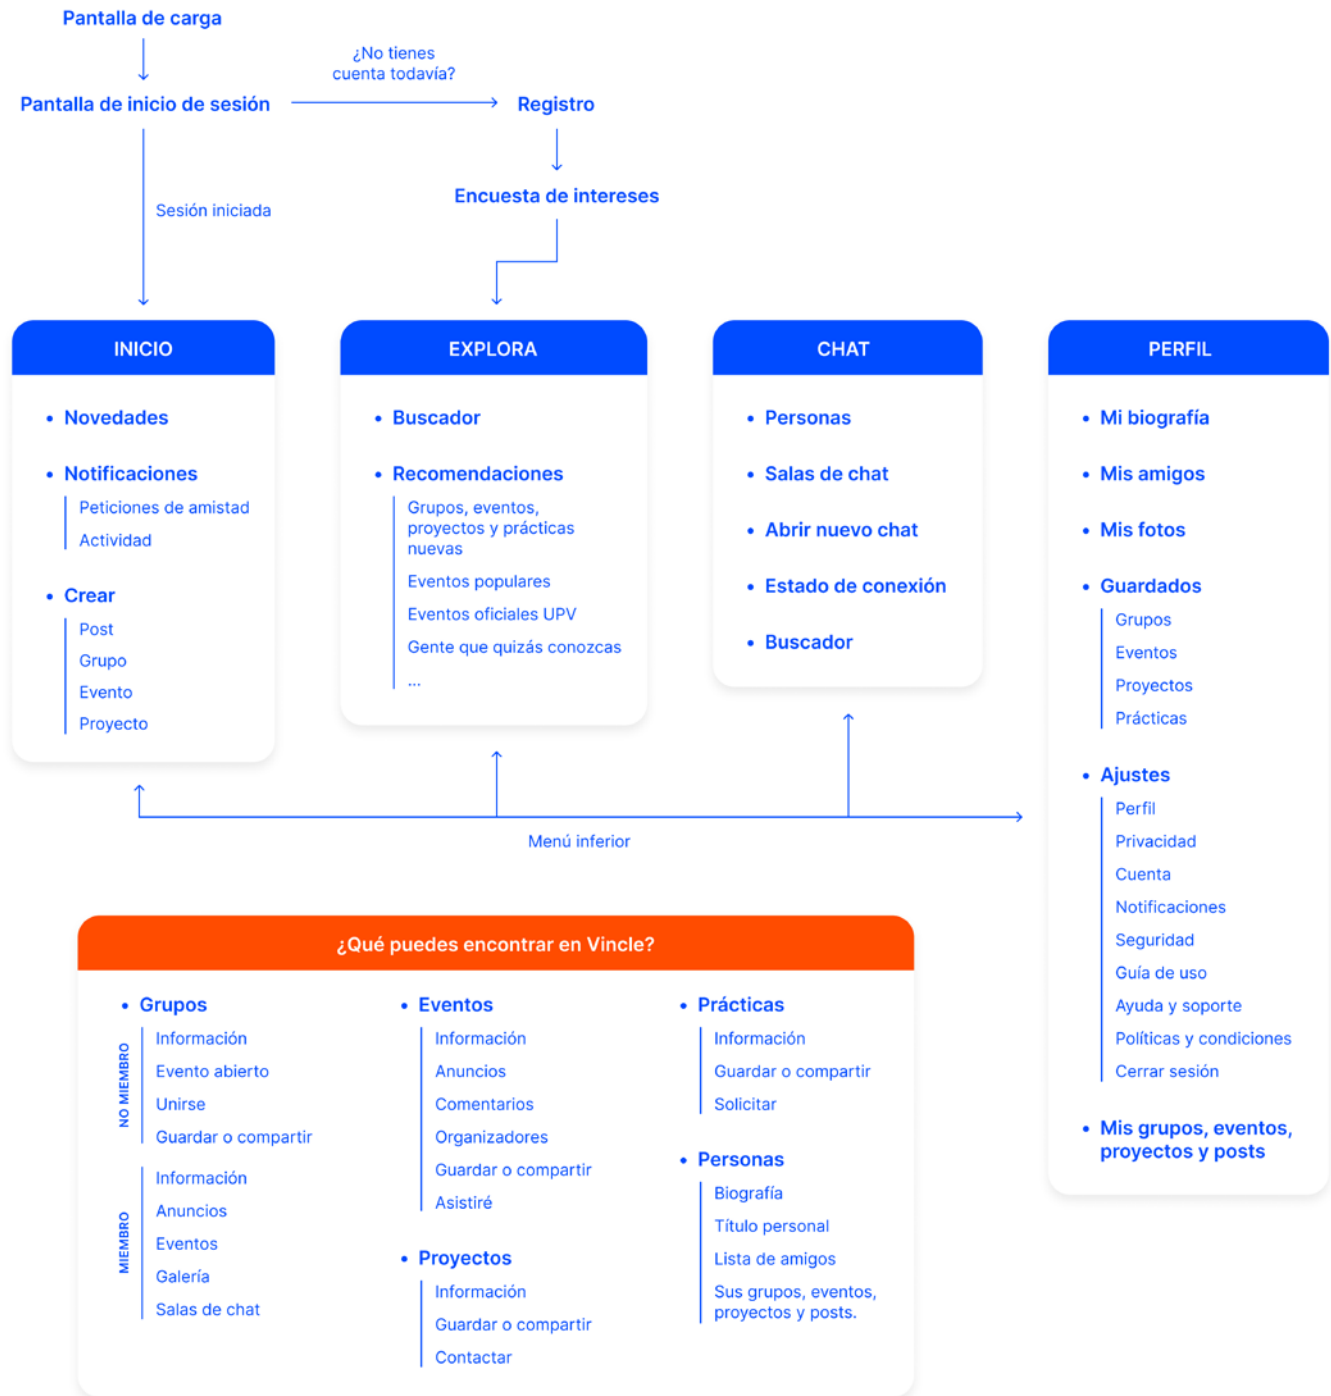 Pantalla de carga
¿No tienes
cuenta todavía?
Pantalla de inicio de sesión
Registro
Encuesta de intereses
Sesión iniciada
INICIO
Novedades
Notificaciones
Peticiones de amistad
Actividad
Crear
Post
Grupo
Evento
Proyecto
EXPLORA
Buscador
Recomendaciones
Grupos, eventos,
proyectos y prácticas
nuevas
Eventos populares
Eventos oficiales UPV
Gente que quizás conozcas
...
CHAT
Personas
Salas de chat
Abrir nuevo chat
Estado de conexión
Buscador
PERFIL
Mi biografía
Mis amigos
Mis fotos
Guardados
Grupos
Eventos
Proyectos
Prácticas
Ajustes
Perfil
Privacidad
Cuenta
Notificaciones
Seguridad
Guía de uso
Ayuda y soporte
Políticas y condiciones
Cerrar sesión
Mis grupos, eventos,
proyectos y posts
Menú inferior
¿Qué puedes encontrar en Vincle?
Grupos
NO MIEMBRO
Información
Evento abierto
Unirse
Guardar o compartir
MIEMBRO
Información
Anuncios
Eventos
Galería
Salas de chat
Eventos
Información
Anuncios
Comentarios
Organizadores
Guardar o compartir
Asistiré
Proyectos
Información
Guardar o compartir
Contactar
Prácticas
Información
Guardar o compartir
Solicitar
Personas
Biografía
Título personal
Lista de amigos
Sus grupos, eventos,
proyectos y posts.